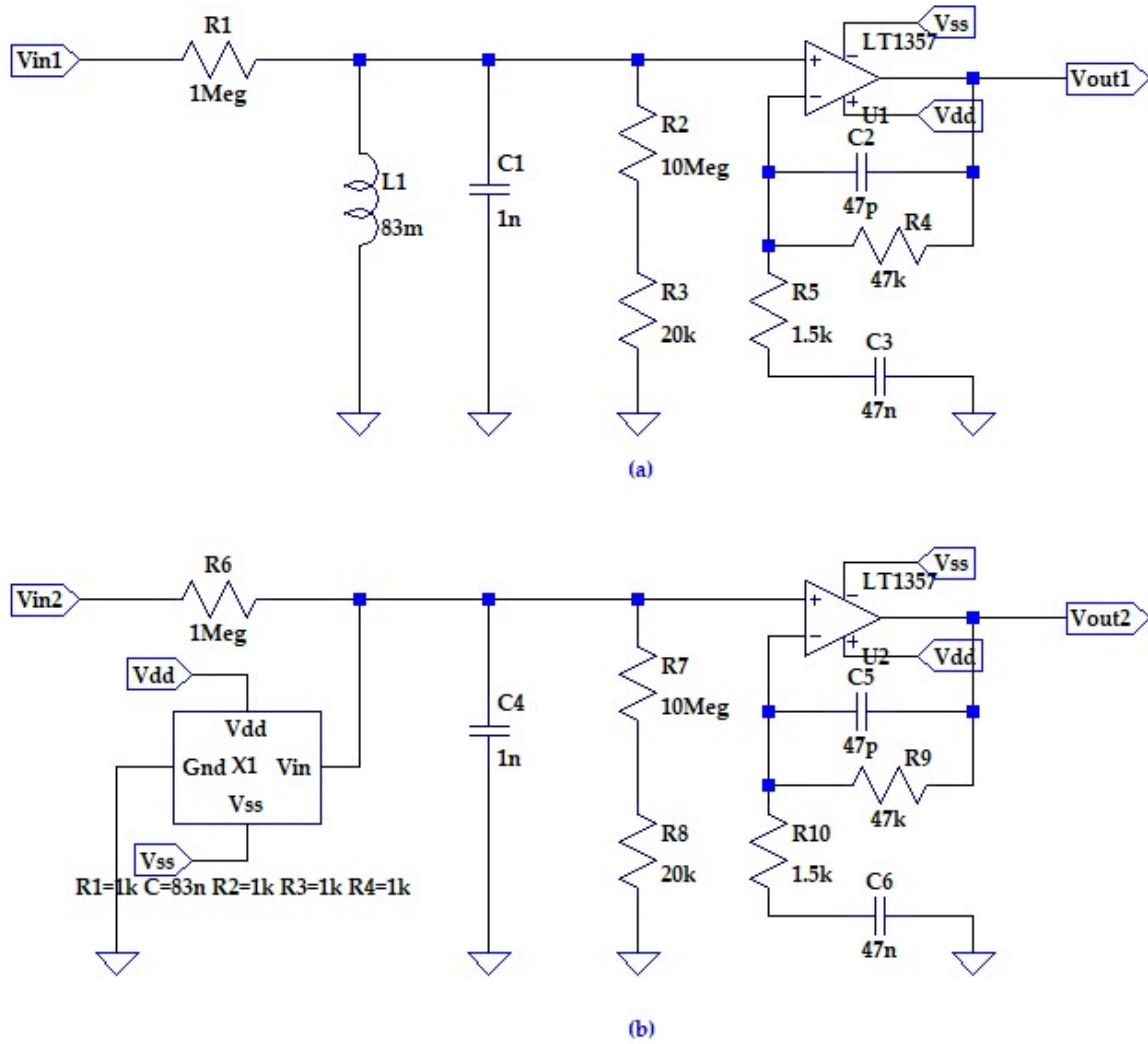 R1
Vin1
1Meg
Vss
LT1357
Vout1
U1
Vdd
L1
83m
C1
1n
R2
10Meg
R3
20k
C2
47p
R4
47k
R5
1.5k
C3
47n
(a)
R6
Vin2
1Meg
Vss
LT1357
Vout2
U2
Vdd
Vdd
Vdd
Gnd X1 Vin
Vss
Vss
R1=1k C=83n R2=1k R3=1k R4=1k
C4
1n
R7
10Meg
R8
20k
C5
47p
R9
47k
R10
1.5k
C6
47n
(b)